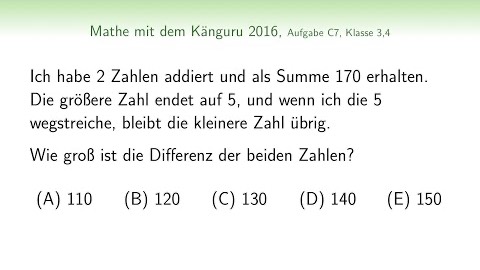 Mathe mit dem Känguru 2016, Aufgabe C7, Klasse 3,4
Ich habe 2 Zahlen addiert und als Summe 170 erhalten.
Die größere Zahl endet auf 5, und wenn ich die 5
wegstreiche, bleibt die kleinere Zahl übrig.
Wie groß ist die Differenz der beiden Zahlen?
(A) 110 (B) 120 (C) 130 (D) 140 (E) 150